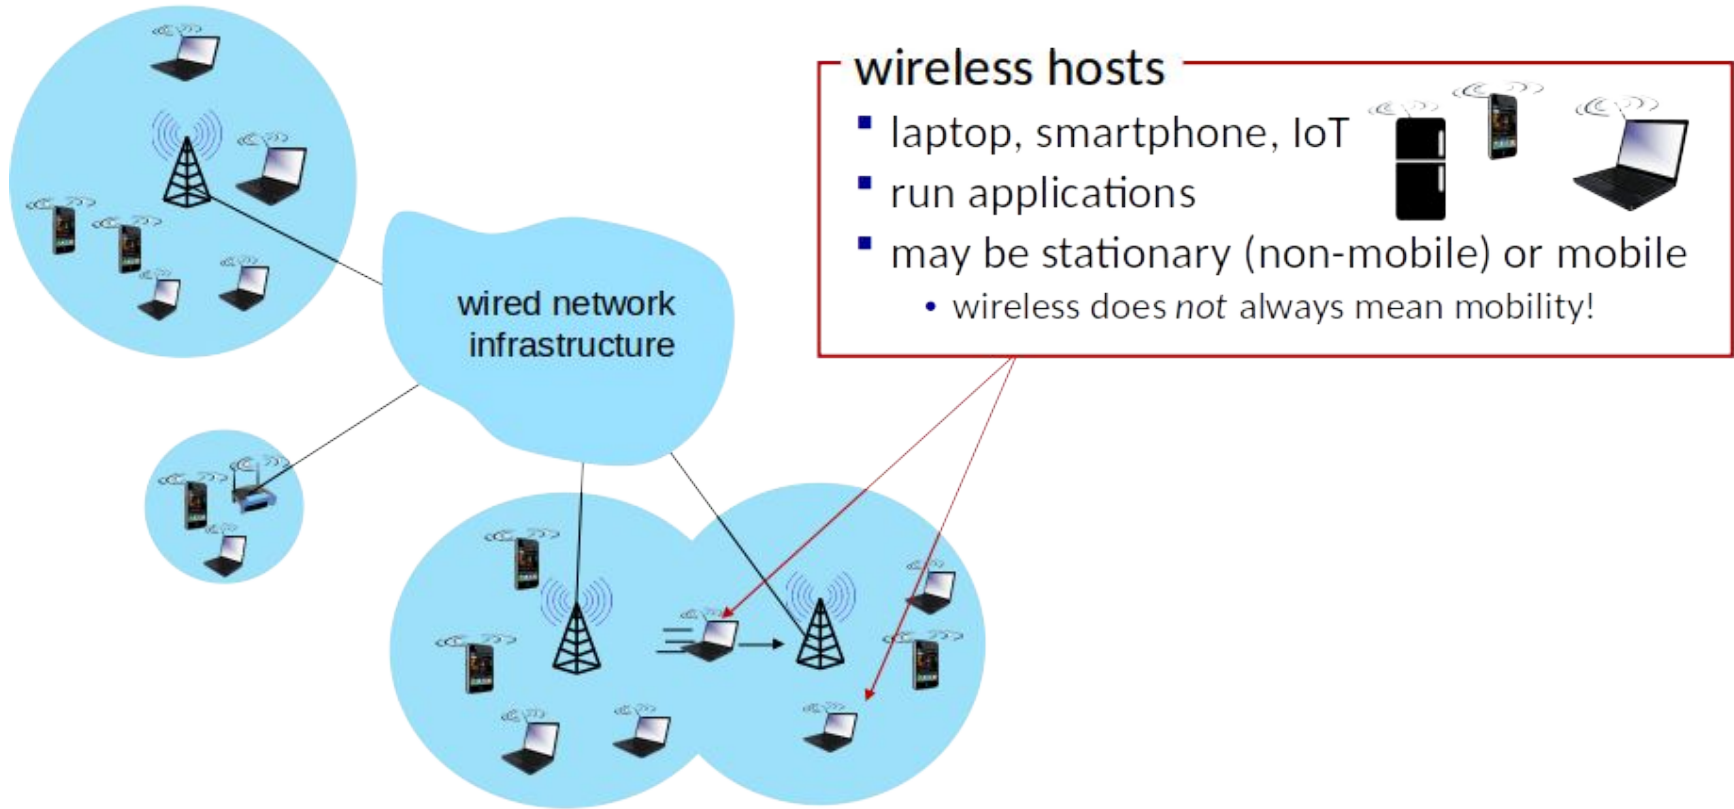 wireless hosts
▪ laptop, smartphone, IoT
▪ run applications
▪ may be stationary (non-mobile) or mobile
• wireless does not always mean mobility!
wired network
infrastructure